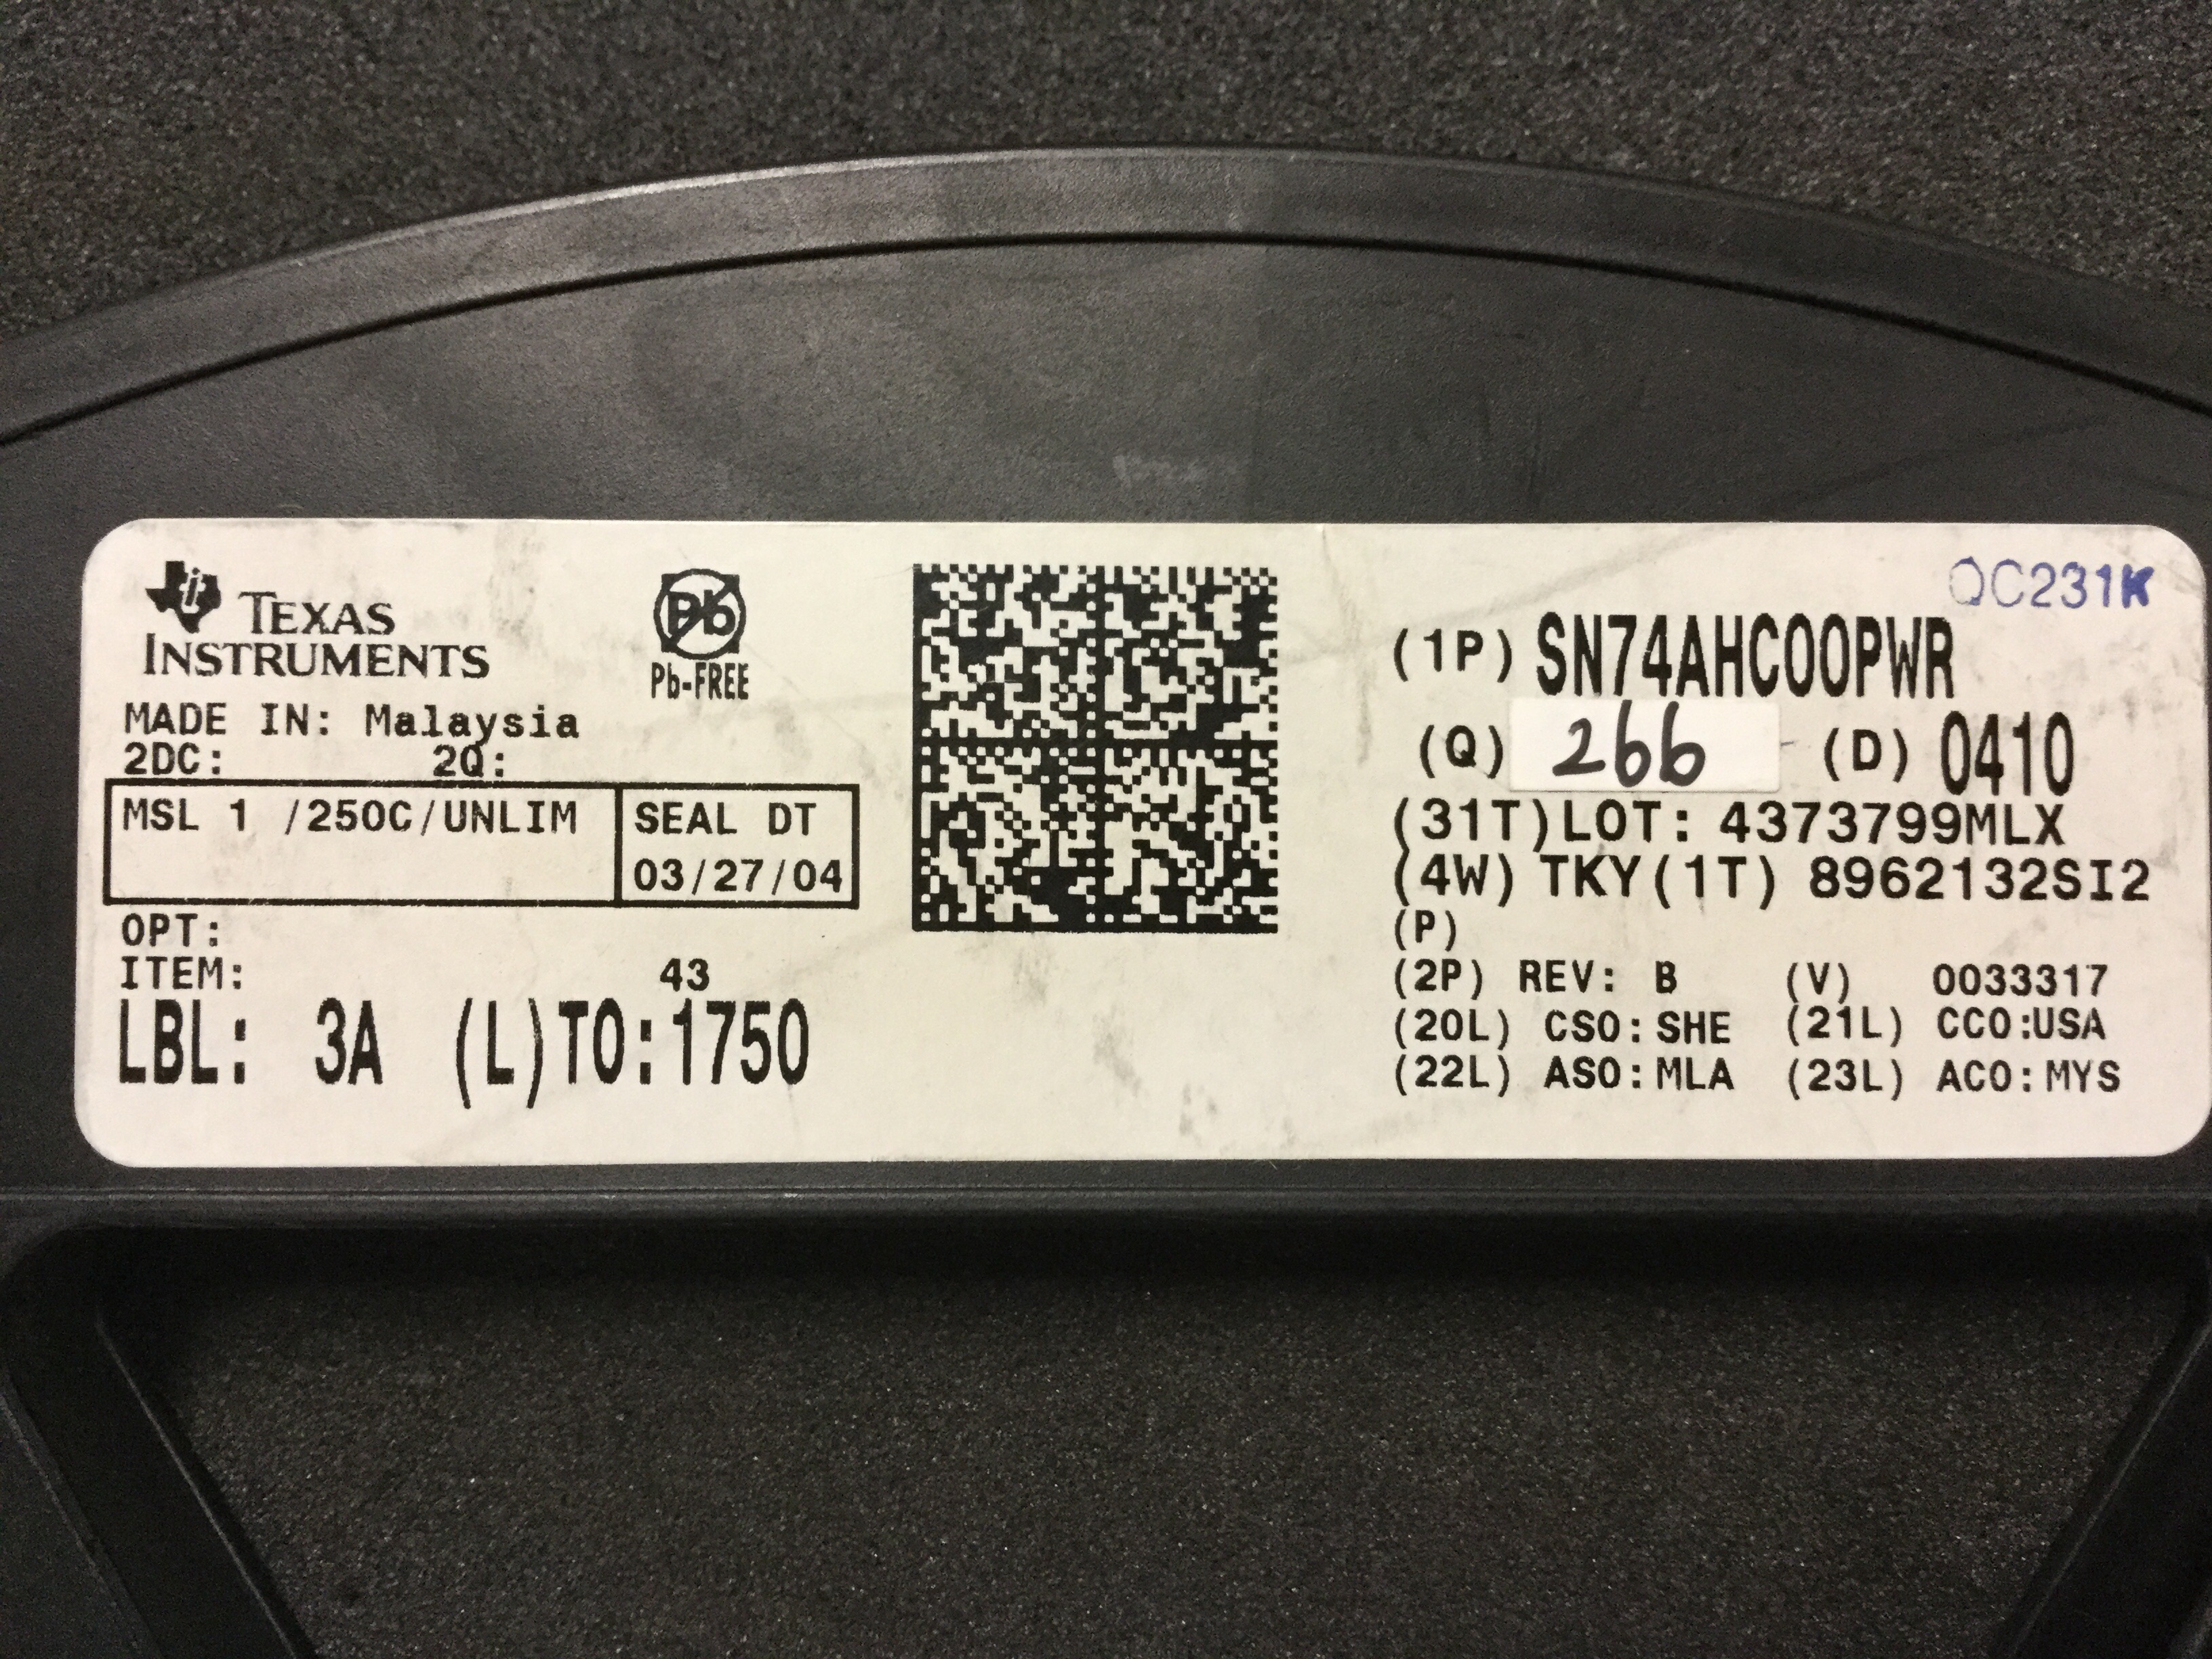 TEXAS
INSTRUMENTS
Pb
Pb-FREE
MADE IN: Malaysia
2DC: 2Q:
MSL 1 /250C/UNLIM
SEAL DT
03/27/04
OPT:
ITEM: 43
LBL: 3A (L)TO:1750
QC231K
(1P) SN74AHC00PWR
(Q) 266 (D) 0410
(31T)LOT: 4373799MLX
(4W) TKY(1T) 8962132SI2
(P)
(2P) REV: B (V) 0033317
(20L) CSO:SHE (21L) CCO:USA
(22L) ASO:MLA (23L) ACO:MYS